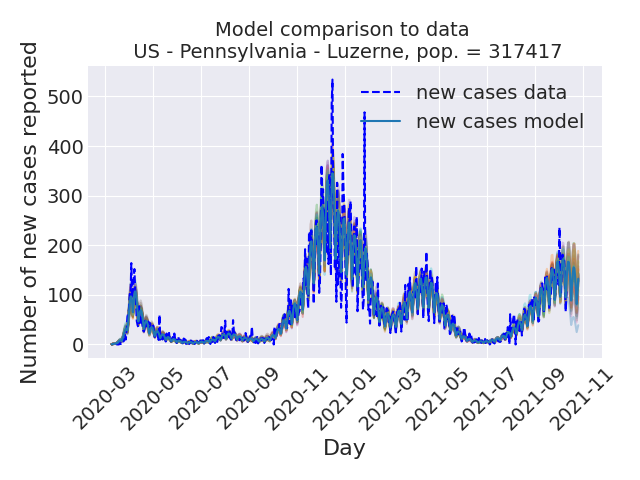 Model comparison to data
US - Pennsylvania - Luzerne, pop. = 317417
new cases data
new cases model
Number of new cases reported
500
400
300
200
100
0
2020-03
2020-05
2020-07
2020-09
2020-11
2021-01
2021-03
2021-05
2021-07
2021-09
2021-11
Day